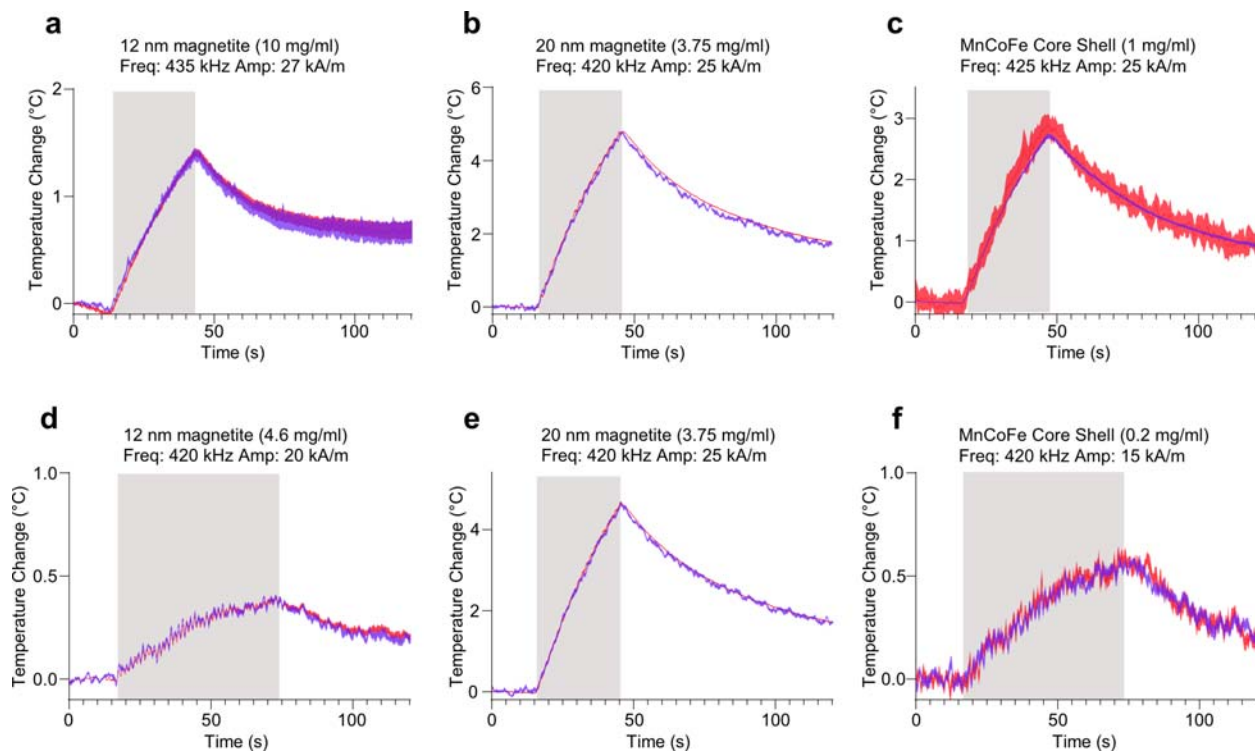 a
12 nm magnetite (10 mg/ml)
Freq: 435 kHz Amp: 27 kA/m
Temperature Change (°C)
2
1
0
0
50
100
Time (s)
b
20 nm magnetite (3.75 mg/ml)
Freq: 420 kHz Amp: 25 kA/m
Temperature Change (°C)
6
4
2
0
0
50
100
Time (s)
c
MnCoFe Core Shell (1 mg/ml)
Freq: 425 kHz Amp: 25 kA/m
Temperature Change (°C)
3
2
1
0
0
50
100
Time (s)
d
12 nm magnetite (4.6 mg/ml)
Freq: 420 kHz Amp: 20 kA/m
Temperature Change (°C)
1.0
0.5
0.0
0
50
100
Time (s)
e
20 nm magnetite (3.75 mg/ml)
Freq: 420 kHz Amp: 25 kA/m
Temperature Change (°C)
4
2
0
0
50
100
Time (s)
f
MnCoFe Core Shell (0.2 mg/ml)
Freq: 420 kHz Amp: 15 kA/m
Temperature Change (°C)
1.0
0.5
0.0
0
50
100
Time (s)